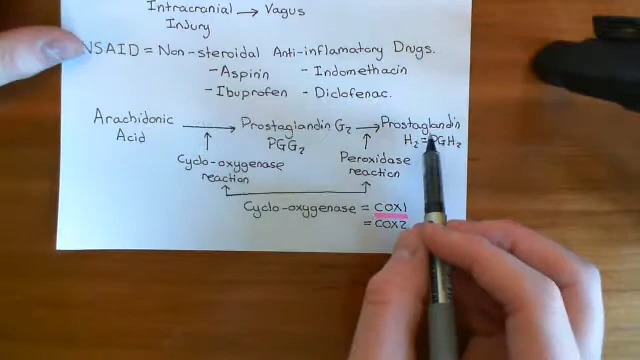 Intracranial → Vagus
Injury
NSAID = Non-steroidal Anti-inflamatory Drugs.
- Aspirin - Indomethacin
- Ibuprofen - Diclofenac.
Arachidonic Acid → Prostaglandin G2 → Prostaglandin
PGG2 H2 = PGH2
Cyclo-oxygenase reaction
Peroxidase reaction
Cyclo-oxygenase = COX1
= COX2